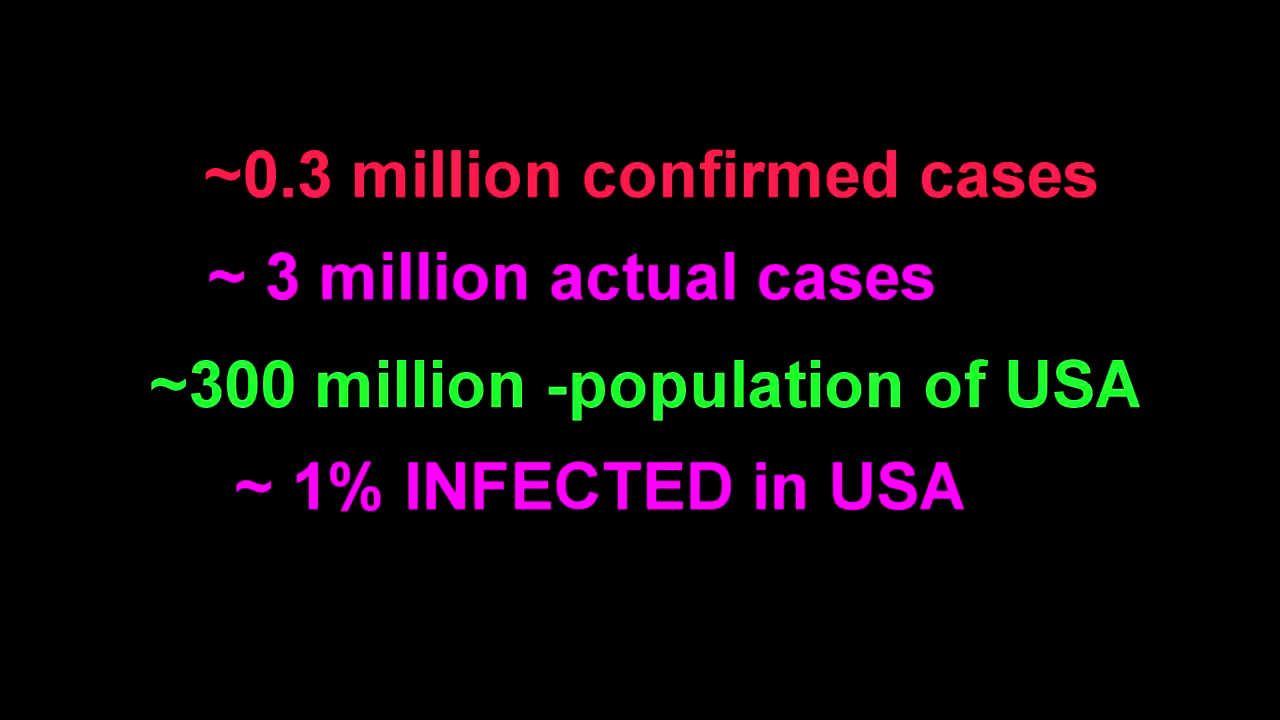 ~0.3 million confirmed cases
~ 3 million actual cases
~300 million -population of USA
~ 1% INFECTED in USA